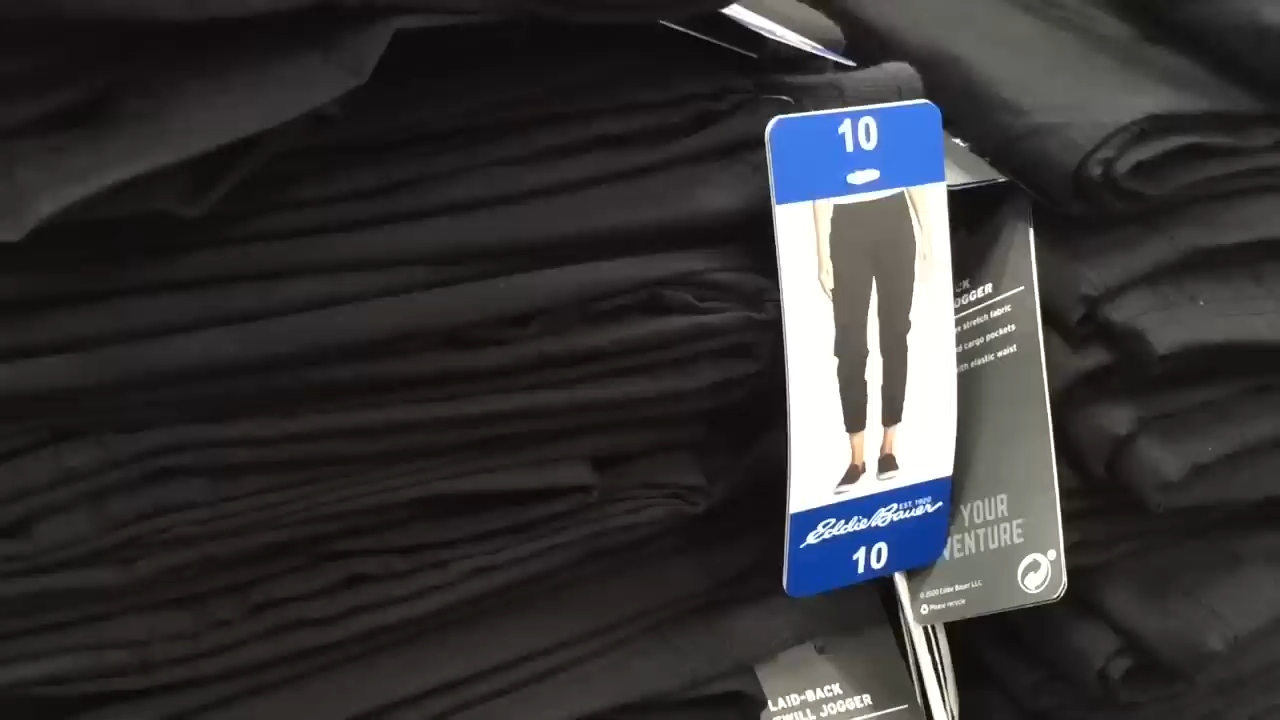 10
EST. 1920
Eddie Bauer
10
OGGER
stretch fabric
cargo pockets
with elastic waist
YOUR
VENTURE
© 2020 Eddie Bauer LLC.
Please recycle
LAID-BACK
TWILL JOGGER